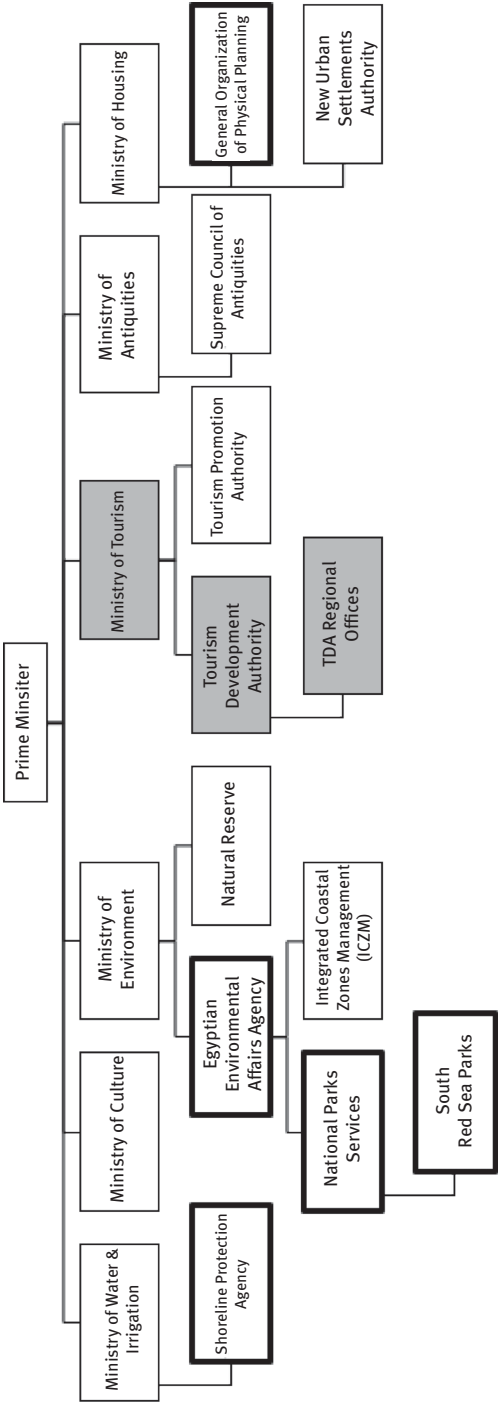 Prime Minsiter
Ministry of Water &
Irrigation
Ministry of Culture
Ministry of
Environment
Ministry of Tourism
Ministry of
Antiquities
Ministry of Housing
Shoreline Protection
Agency
Egyptian
Environmental
Affairs Agency
Natural Reserve
Tourism
Development
Authority
Tourism Promotion
Authority
Supreme Council of
Antiquities
General Organization
of Physical Planning
National Parks
Services
Integrated Coastal
Zones Management
(ICZM)
TDA Regional
Offices
New Urban
Settlements
Authority
South
Red Sea Parks